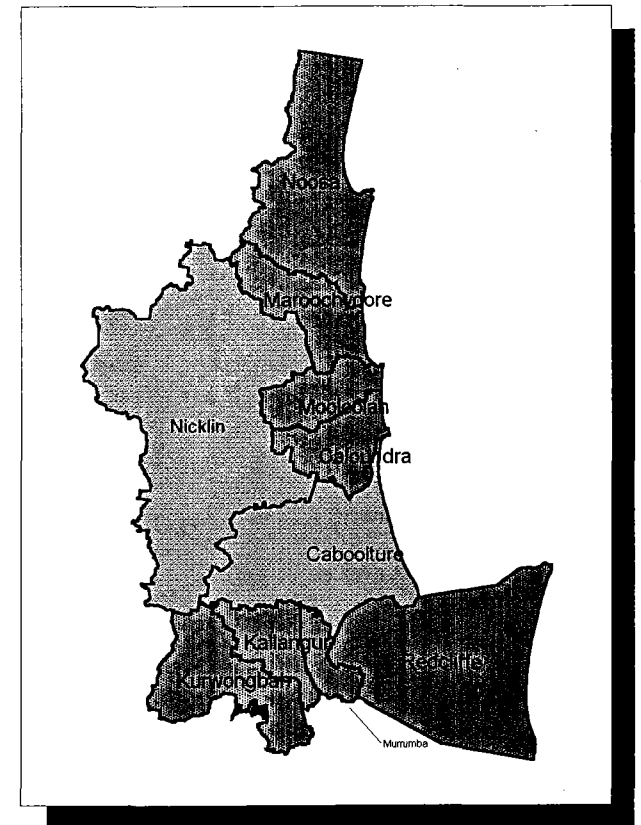 Noosa
Maroochydore
Mooloolah
Nicklin
Caloundra
Caboolture
Kallangur
Redcliffe
Kurwongbah
Murrumba